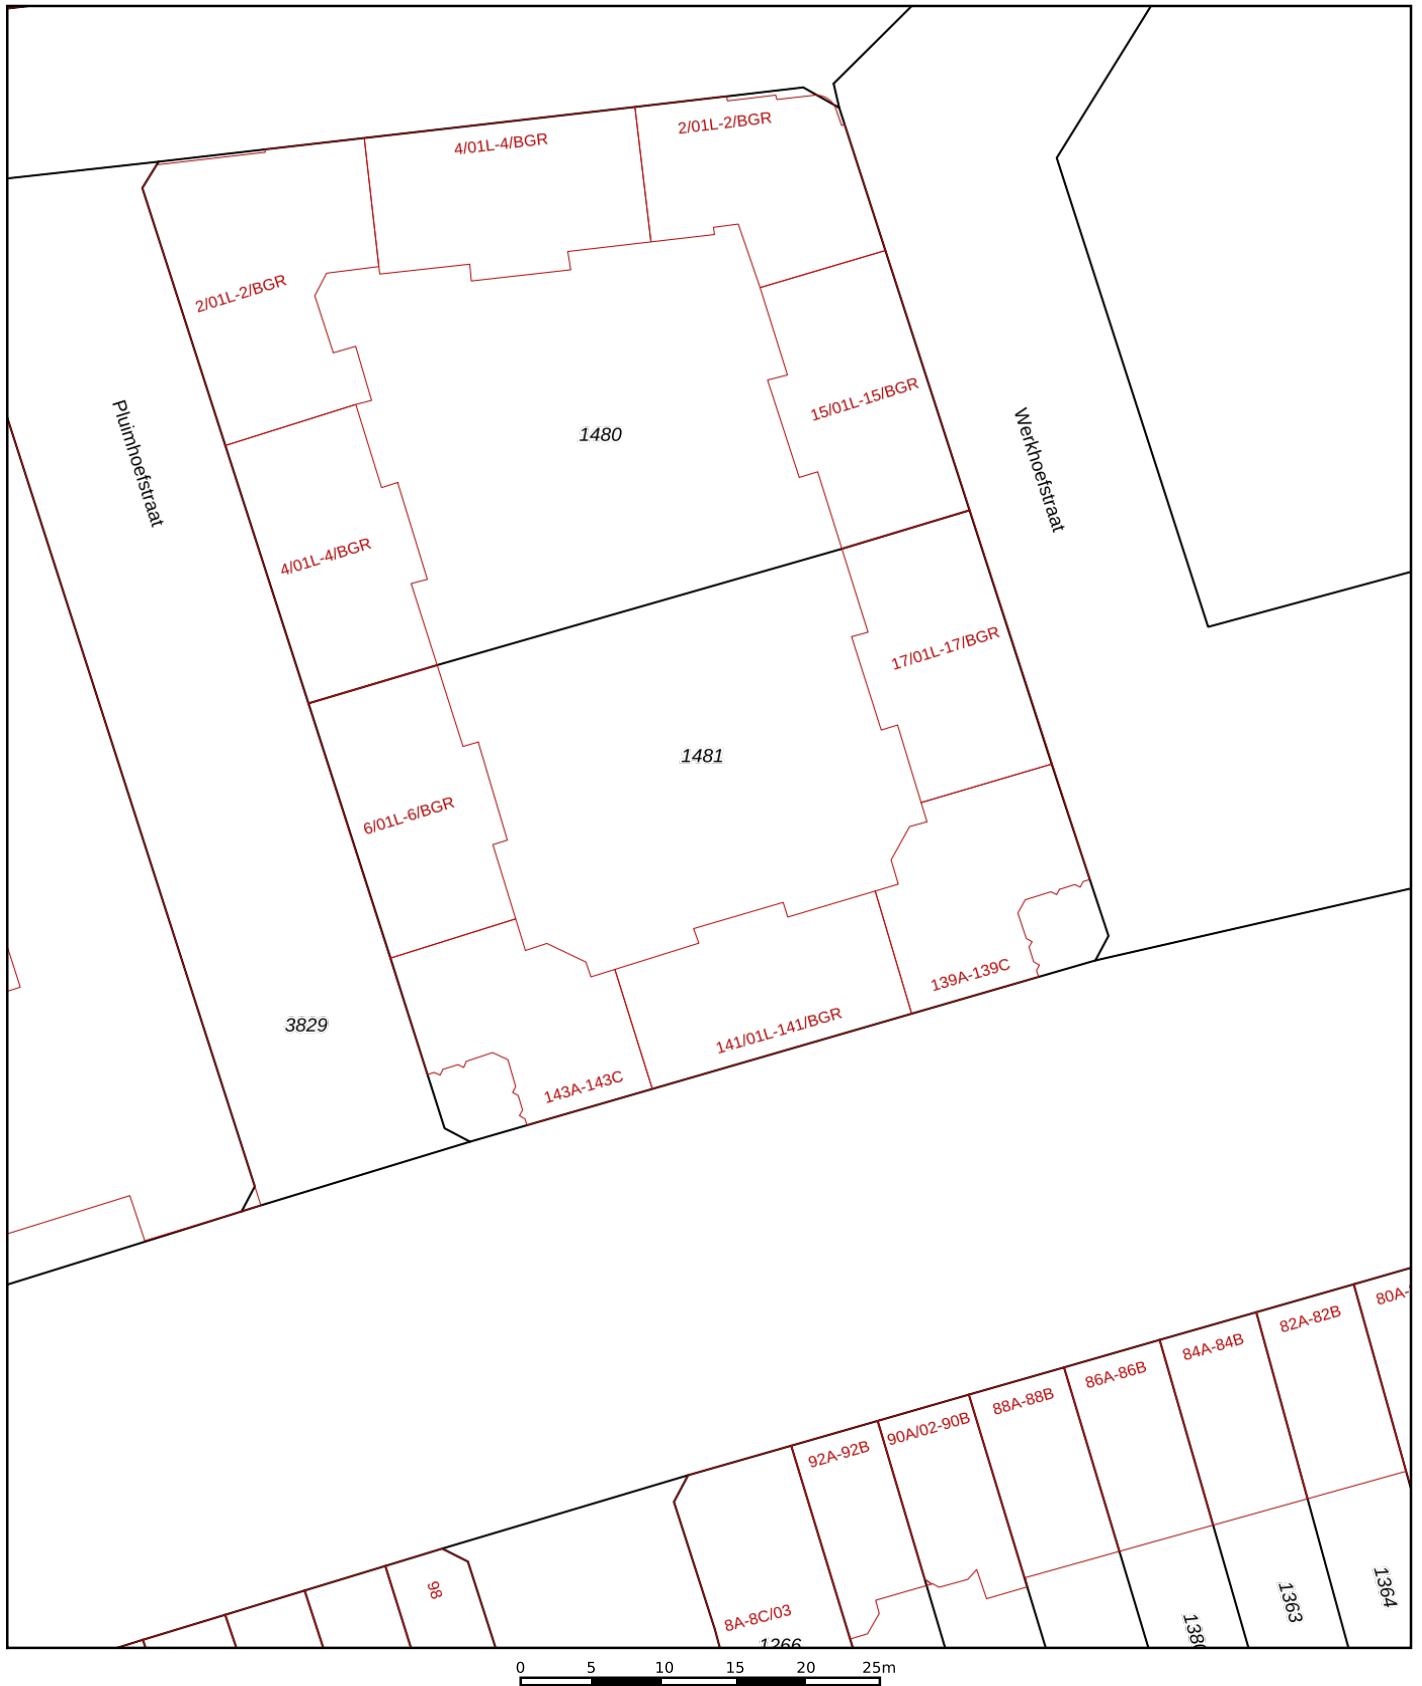 2/01L-2/BGR
4/01L-4/BGR
2/01L-2/BGR
15/01L-15/BGR
Pluimhoefstraat
1480
Werkhoefstraat
4/01L-4/BGR
17/01L-17/BGR
1481
6/01L-6/BGR
139A-139C
3829
141/01L-141/BGR
143A-143C
80A-
82A-82B
84A-84B
86A-86B
88A-88B
90A/02-90B
92A-92B
98
8A-8C/03
1266
1363
1364
0 5 10 15 20 25m